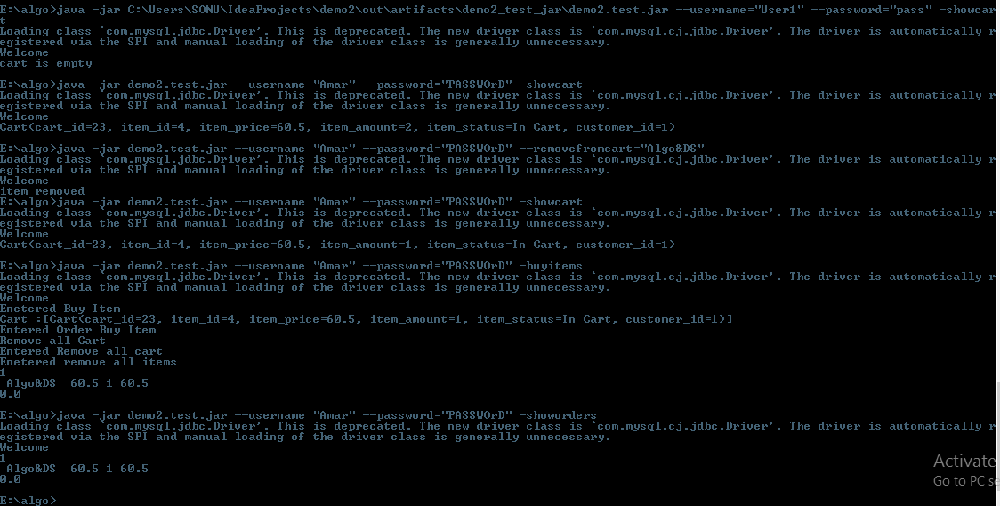 E:\algo>java -jar C:\Users\SONU\IdeaProjects\demo2\out\artifacts\demo2_test_jar\demo2.test.jar --username="User1" --password="pass" -showcar
t
Loading class `com.mysql.jdbc.Driver'. This is deprecated. The new driver class is `com.mysql.cj.jdbc.Driver'. The driver is automatically r
egistered via the SPI and manual loading of the driver class is generally unnecessary.
Welcome
cart is empty
E:\algo>java -jar demo2.test.jar --username "Amar" --password="PASSWOrD" -showcart
Loading class `com.mysql.jdbc.Driver'. This is deprecated. The new driver class is `com.mysql.cj.jdbc.Driver'. The driver is automatically r
egistered via the SPI and manual loading of the driver class is generally unnecessary.
Welcome
Cart(cart_id=23, item_id=4, item_price=60.5, item_amount=2, item_status=In Cart, customer_id=1)
E:\algo>java -jar demo2.test.jar --username "Amar" --password="PASSWOrD" --removefromcart="Algo&DS"
Loading class `com.mysql.jdbc.Driver'. This is deprecated. The new driver class is `com.mysql.cj.jdbc.Driver'. The driver is automatically r
egistered via the SPI and manual loading of the driver class is generally unnecessary.
Welcome
item removed
E:\algo>java -jar demo2.test.jar --username "Amar" --password="PASSWOrD" -showcart
Loading class `com.mysql.jdbc.Driver'. This is deprecated. The new driver class is `com.mysql.cj.jdbc.Driver'. The driver is automatically r
egistered via the SPI and manual loading of the driver class is generally unnecessary.
Welcome
Cart(cart_id=23, item_id=4, item_price=60.5, item_amount=1, item_status=In Cart, customer_id=1)
E:\algo>java -jar demo2.test.jar --username "Amar" --password="PASSWOrD" -buyitems
Loading class `com.mysql.jdbc.Driver'. This is deprecated. The new driver class is `com.mysql.cj.jdbc.Driver'. The driver is automatically r
egistered via the SPI and manual loading of the driver class is generally unnecessary.
Welcome
Enetered Buy Item
Cart :[Cart(cart_id=23, item_id=4, item_price=60.5, item_amount=1, item_status=In Cart, customer_id=1)]
Entered Order Buy Item
Remove all Cart
Entered Remove all cart
Enetered remove all items
1
Algo&DS  60.5 1 60.5
0.0
E:\algo>java -jar demo2.test.jar --username "Amar" --password="PASSWOrD" -showorders
Loading class `com.mysql.jdbc.Driver'. This is deprecated. The new driver class is `com.mysql.cj.jdbc.Driver'. The driver is automatically r
egistered via the SPI and manual loading of the driver class is generally unnecessary.
Welcome
1
Algo&DS  60.5 1 60.5
0.0
E:\algo>
Activate
Go to PC se